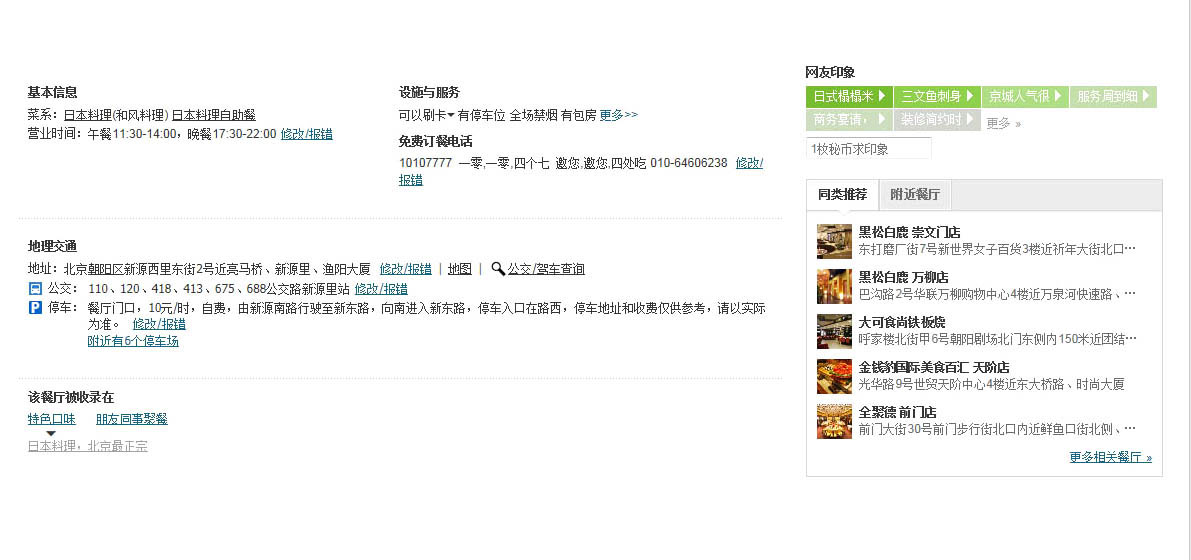 基本信息
菜系：日本料理(和风料理) 日本料理自助餐
营业时间：午餐11:30-14:00，晚餐17:30-22:00 修改/报错
设施与服务
可以刷卡 有停车位 全场禁烟 有包房 更多>>
免费订餐电话
10107777 一零,一零,四个七 邀您,邀您,四处吃 010-64606238 修改/
报错
地理交通
地址：北京朝阳区新源西里东街2号近亮马桥、新源里、渔阳大厦 修改/报错 | 地图 | 公交/驾车查询
公交： 110、120、418、413、675、688公交路新源里站 修改/报错
P 停车： 餐厅门口，10元/时，自费，由新源南路行驶至新东路，向南进入新东路，停车入口在路西，停车地址和收费仅供参考，请以实际
为准。 修改/报错
附近有6个停车场
该餐厅被收录在
特色口味 朋友同事聚餐
日本料理，北京最正宗
网友印象
日式榻榻米 三文鱼刺身 京城人气很 服务周到细
商务宴请， 装修简约时 更多 »
1枚秘币求印象
同类推荐 附近餐厅
黑松白鹿 崇文门店
东打磨厂街7号新世界女子百货3楼近祈年大街北口…
黑松白鹿 万柳店
巴沟路2号华联万柳购物中心4楼近万泉河快速路、…
大可食尚铁板烧
呼家楼北街甲6号朝阳剧场北门东侧内150米近团结…
金钱豹国际美食百汇 天阶店
光华路9号世贸天阶中心4楼近东大桥路、时尚大厦
全聚德 前门店
前门大街30号前门步行街北口内近鲜鱼口街北侧、…
更多相关餐厅 »